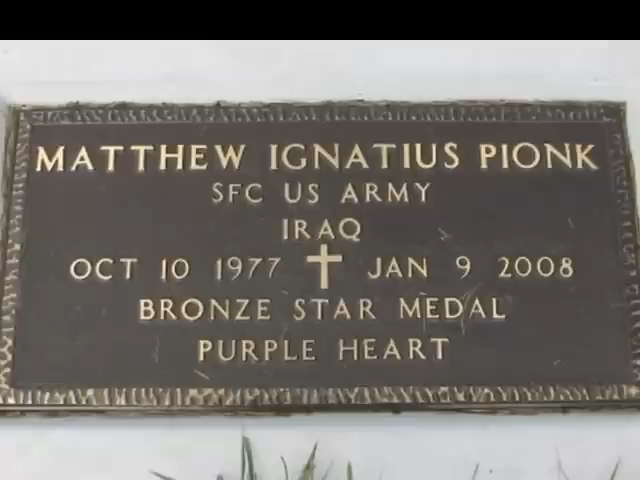 MATTHEW IGNATIUS PIONK
SFC US ARMY
IRAQ
OCT 10 1977 ✝ JAN 9 2008
BRONZE STAR MEDAL
PURPLE HEART